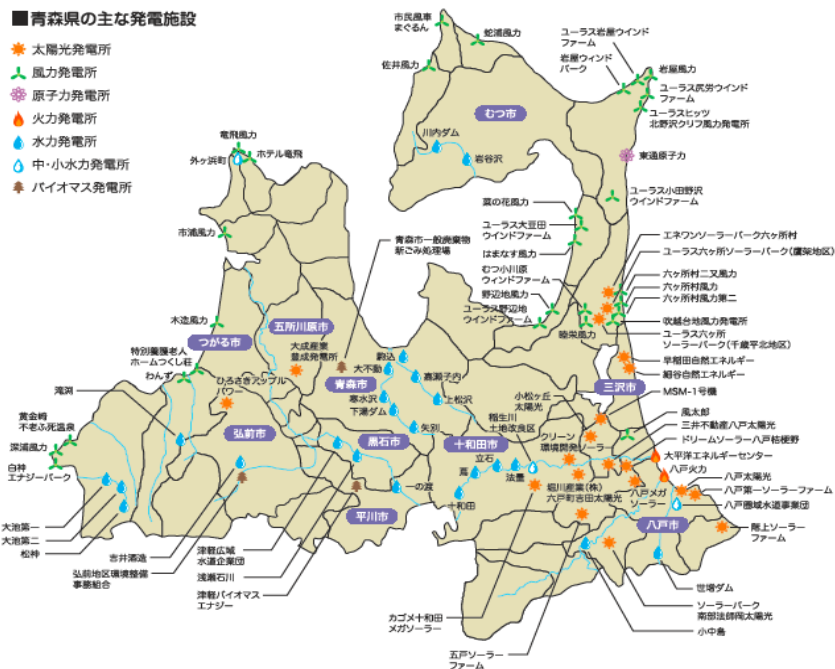 ■青森県の主な発電施設
太陽光発電所
風力発電所
原子力発電所
火力発電所
水力発電所
中・小水力発電所
バイオマス発電所
市民風車
まぐるん
蛇浦風力
佐井風力
ユーラス岩屋ウインド
ファーム
岩屋ウィンド
パーク
岩屋風力
ユーラス尻労ウインド
ファーム
ユーラスヒッツ
北野沢クリフ風力発電所
むつ市
川内ダム
岩谷沢
東通原子力
ユーラス小田野沢
ウインドファーム
竜飛風力
外ヶ浜町
ホテル竜飛
市浦風力
菜の花風力
ユーラス大豆田
ウインドファーム
はまなす風力
むつ小川原
ウィンドファーム
野辺地風力
ユーラス野辺地
ウインドファーム
睦栄風力
青森市一般廃棄物
新ごみ処理場
エネワンソーラーパーク六ヶ所村
ユーラス六ヶ所ソーラーパーク(鷹架地区)
六ヶ所村二又風力
六ヶ所村風力
六ヶ所村風力第二
吹越台地風力発電所
ユーラス六ヶ所
ソーラーパーク(千歳平北地区)
早稲田自然エネルギー
細谷自然エネルギー
木造風力
つがる市
五所川原市
大成産業
豊成発電所
特別養護老人
ホームつくし荘
わんず
滝渕
ひろさきアップル
パワー
黄金崎
不老ふ死温泉
深浦風力
白神
エナジーパーク
弘前市
青森市
駒込
大不動
喜瀬子内
寒水沢
上松沢
下湯ダム
矢別
黒石市
十和田市
三沢市
MSM-1号機
小松ヶ丘
太陽光
稲生川
土地改良区
クリーン
環境開発ソーラー
風太郎
三井不動産八戸太陽光
ドリームソーラー八戸桔梗野
大平洋エネルギーセンター
八戸火力
八戸太陽光
八戸第一ソーラーファーム
八戸圏域水道事業団
階上ソーラー
ファーム
立石
蔦
法量
十和田
堀川産業(株)
六戸町吉田太陽光
八戸メガ
ソーラー
八戸市
一の渡
平川市
大池第一
大池第二
松神
吉井酒造
弘前地区環境整備
事務組合
津軽広域
水道企業団
浅瀬石川
津軽バイオマス
エナジー
カゴメ十和田
メガソーラー
五戸ソーラー
ファーム
世増ダム
ソーラーパーク
南部法師岡太陽光
小中島